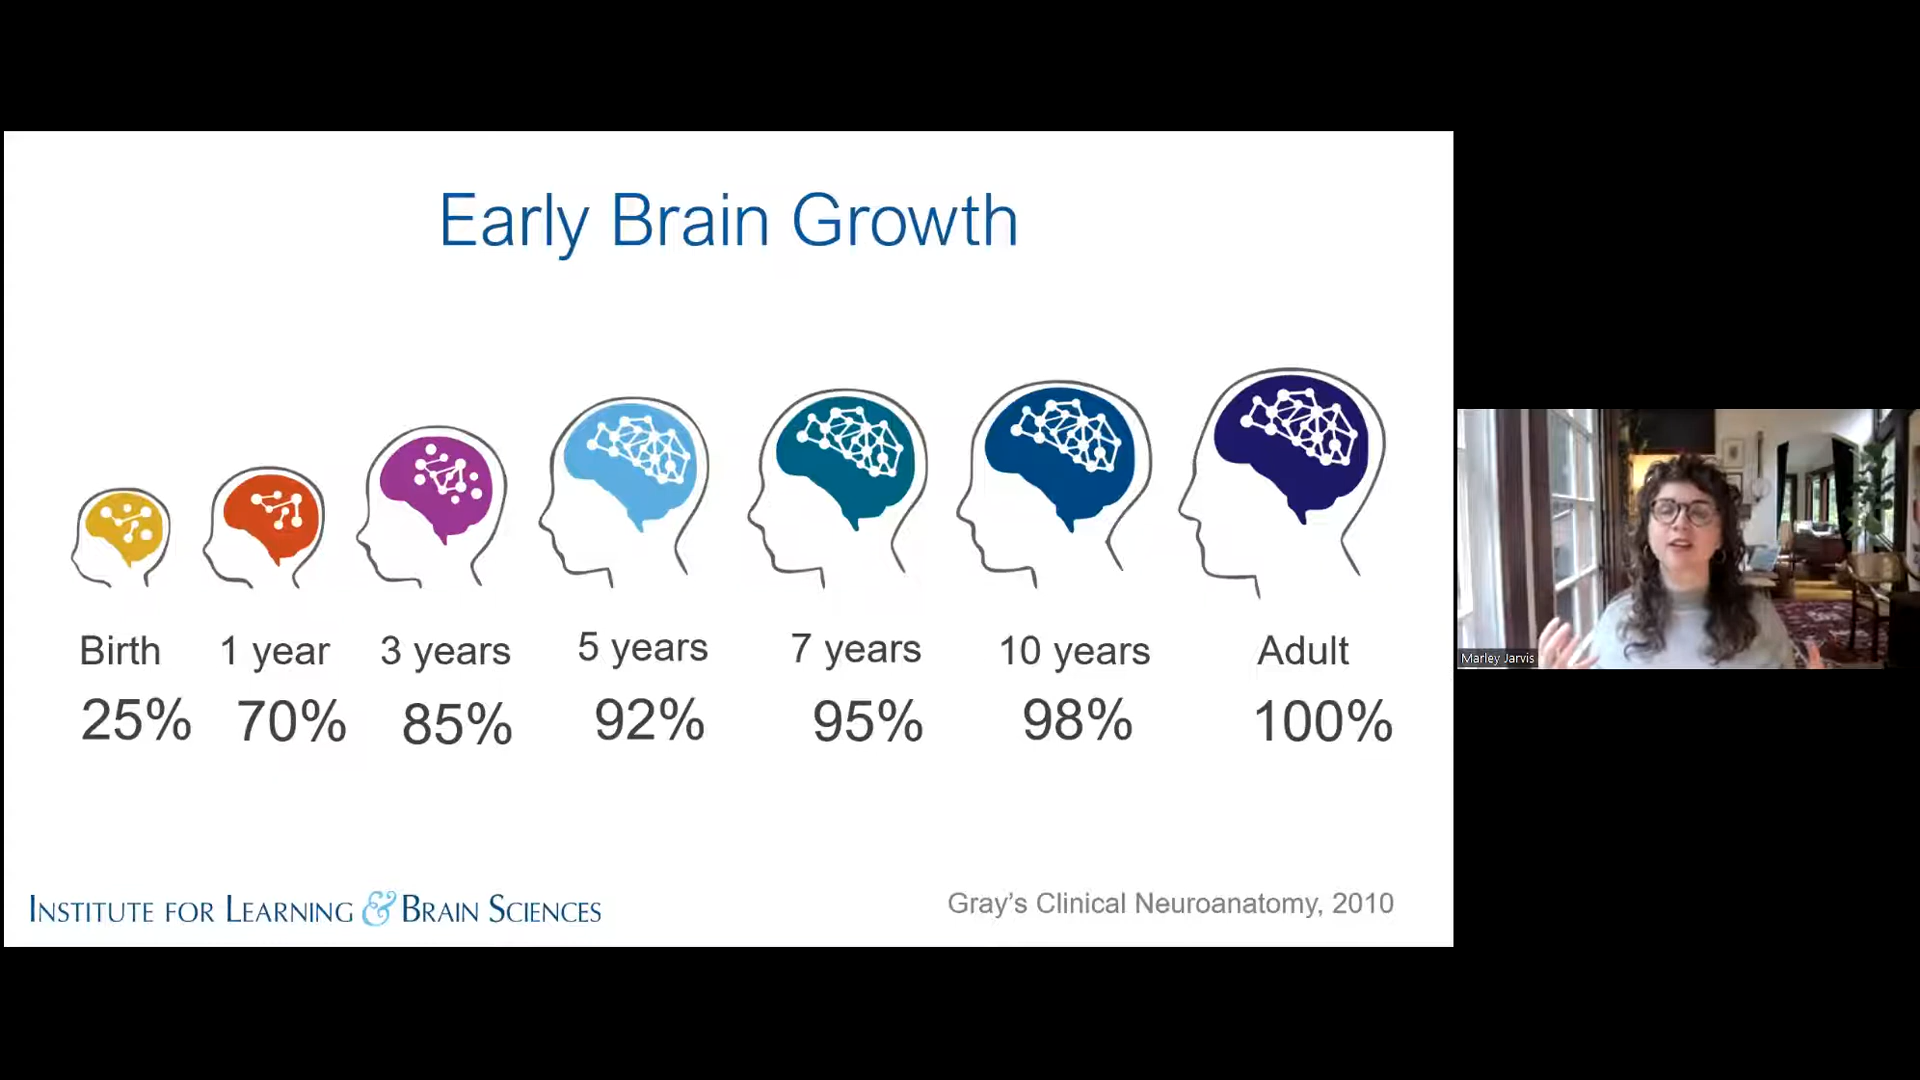 Early Brain Growth
Birth 1 year 3 years 5 years 7 years 10 years Adult
25% 70% 85% 92% 95% 98% 100%
INSTITUTE FOR LEARNING & BRAIN SCIENCES
Gray's Clinical Neuroanatomy, 2010
Marley Jarvis